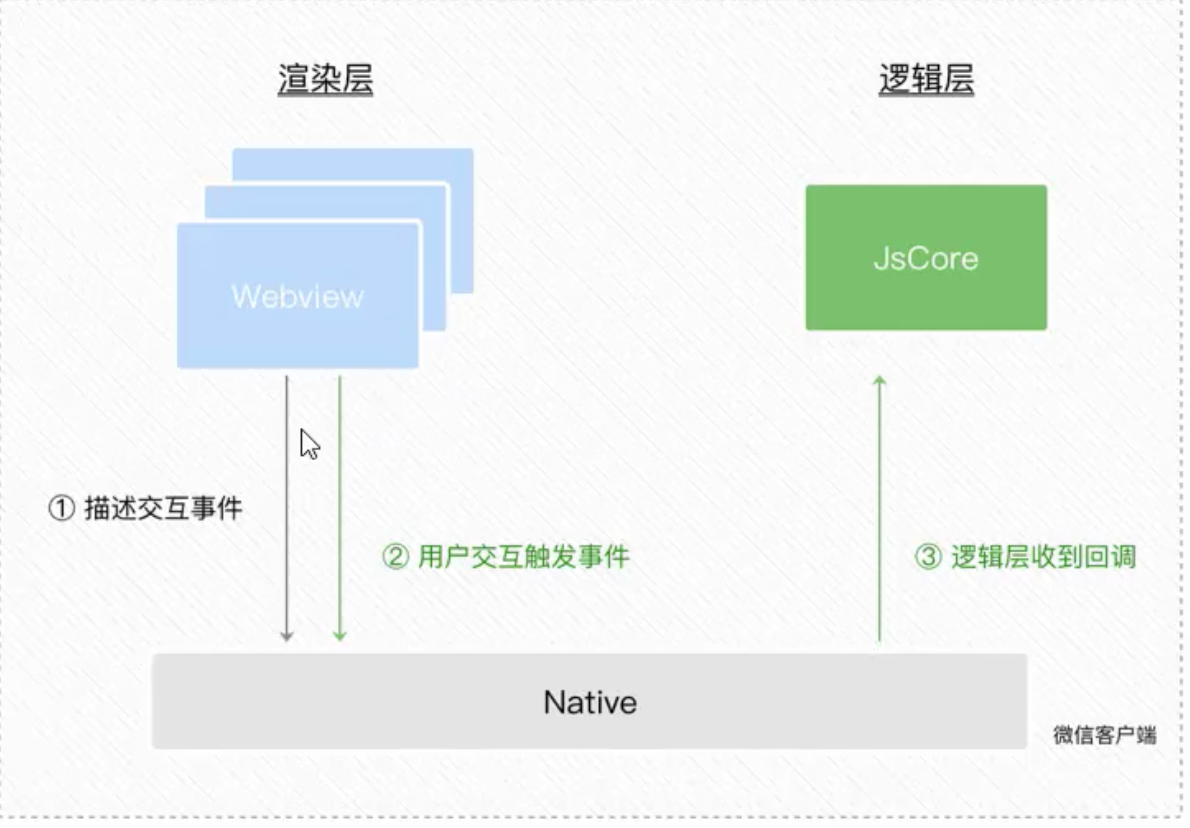 渲染层
逻辑层
Webview
JsCore
① 描述交互事件
② 用户交互触发事件
③ 逻辑层收到回调
Native
微信客户端